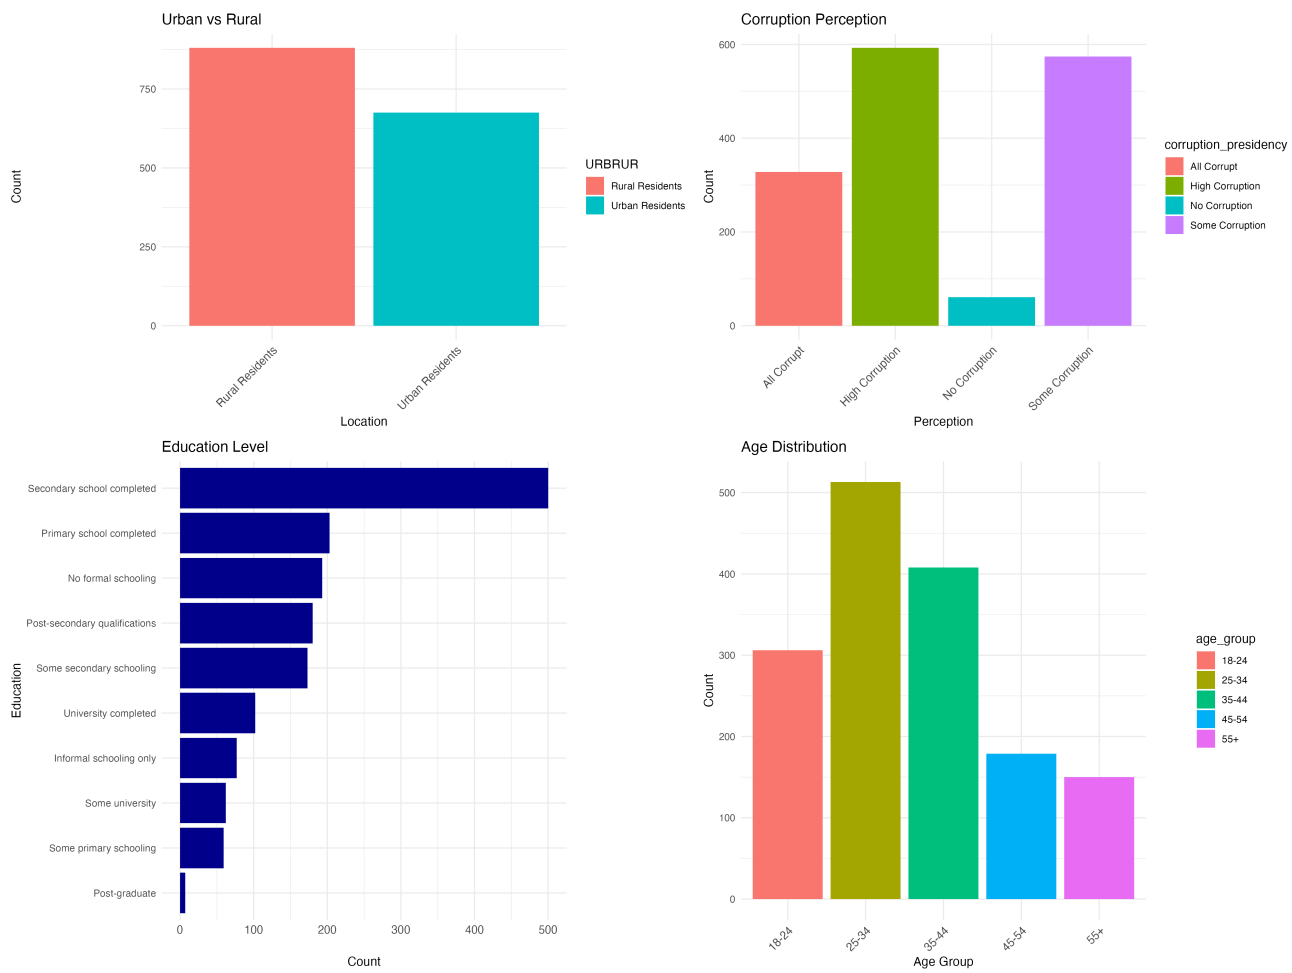 Urban vs Rural
Count
750
500
250
0
Rural Residents
Urban Residents
Location
URBRUR
Rural Residents
Urban Residents
Corruption Perception
Count
600
400
200
0
All Corrupt
High Corruption
No Corruption
Some Corruption
Perception
corruption_presidency
All Corrupt
High Corruption
No Corruption
Some Corruption
Education Level
Education
Secondary school completed
Primary school completed
No formal schooling
Post-secondary qualifications
Some secondary schooling
University completed
Informal schooling only
Some university
Some primary schooling
Post-graduate
0 100 200 300 400 500
Count
Age Distribution
Count
500
400
300
200
100
0
18-24
25-34
35-44
45-54
55+
Age Group
age_group
18-24
25-34
35-44
45-54
55+